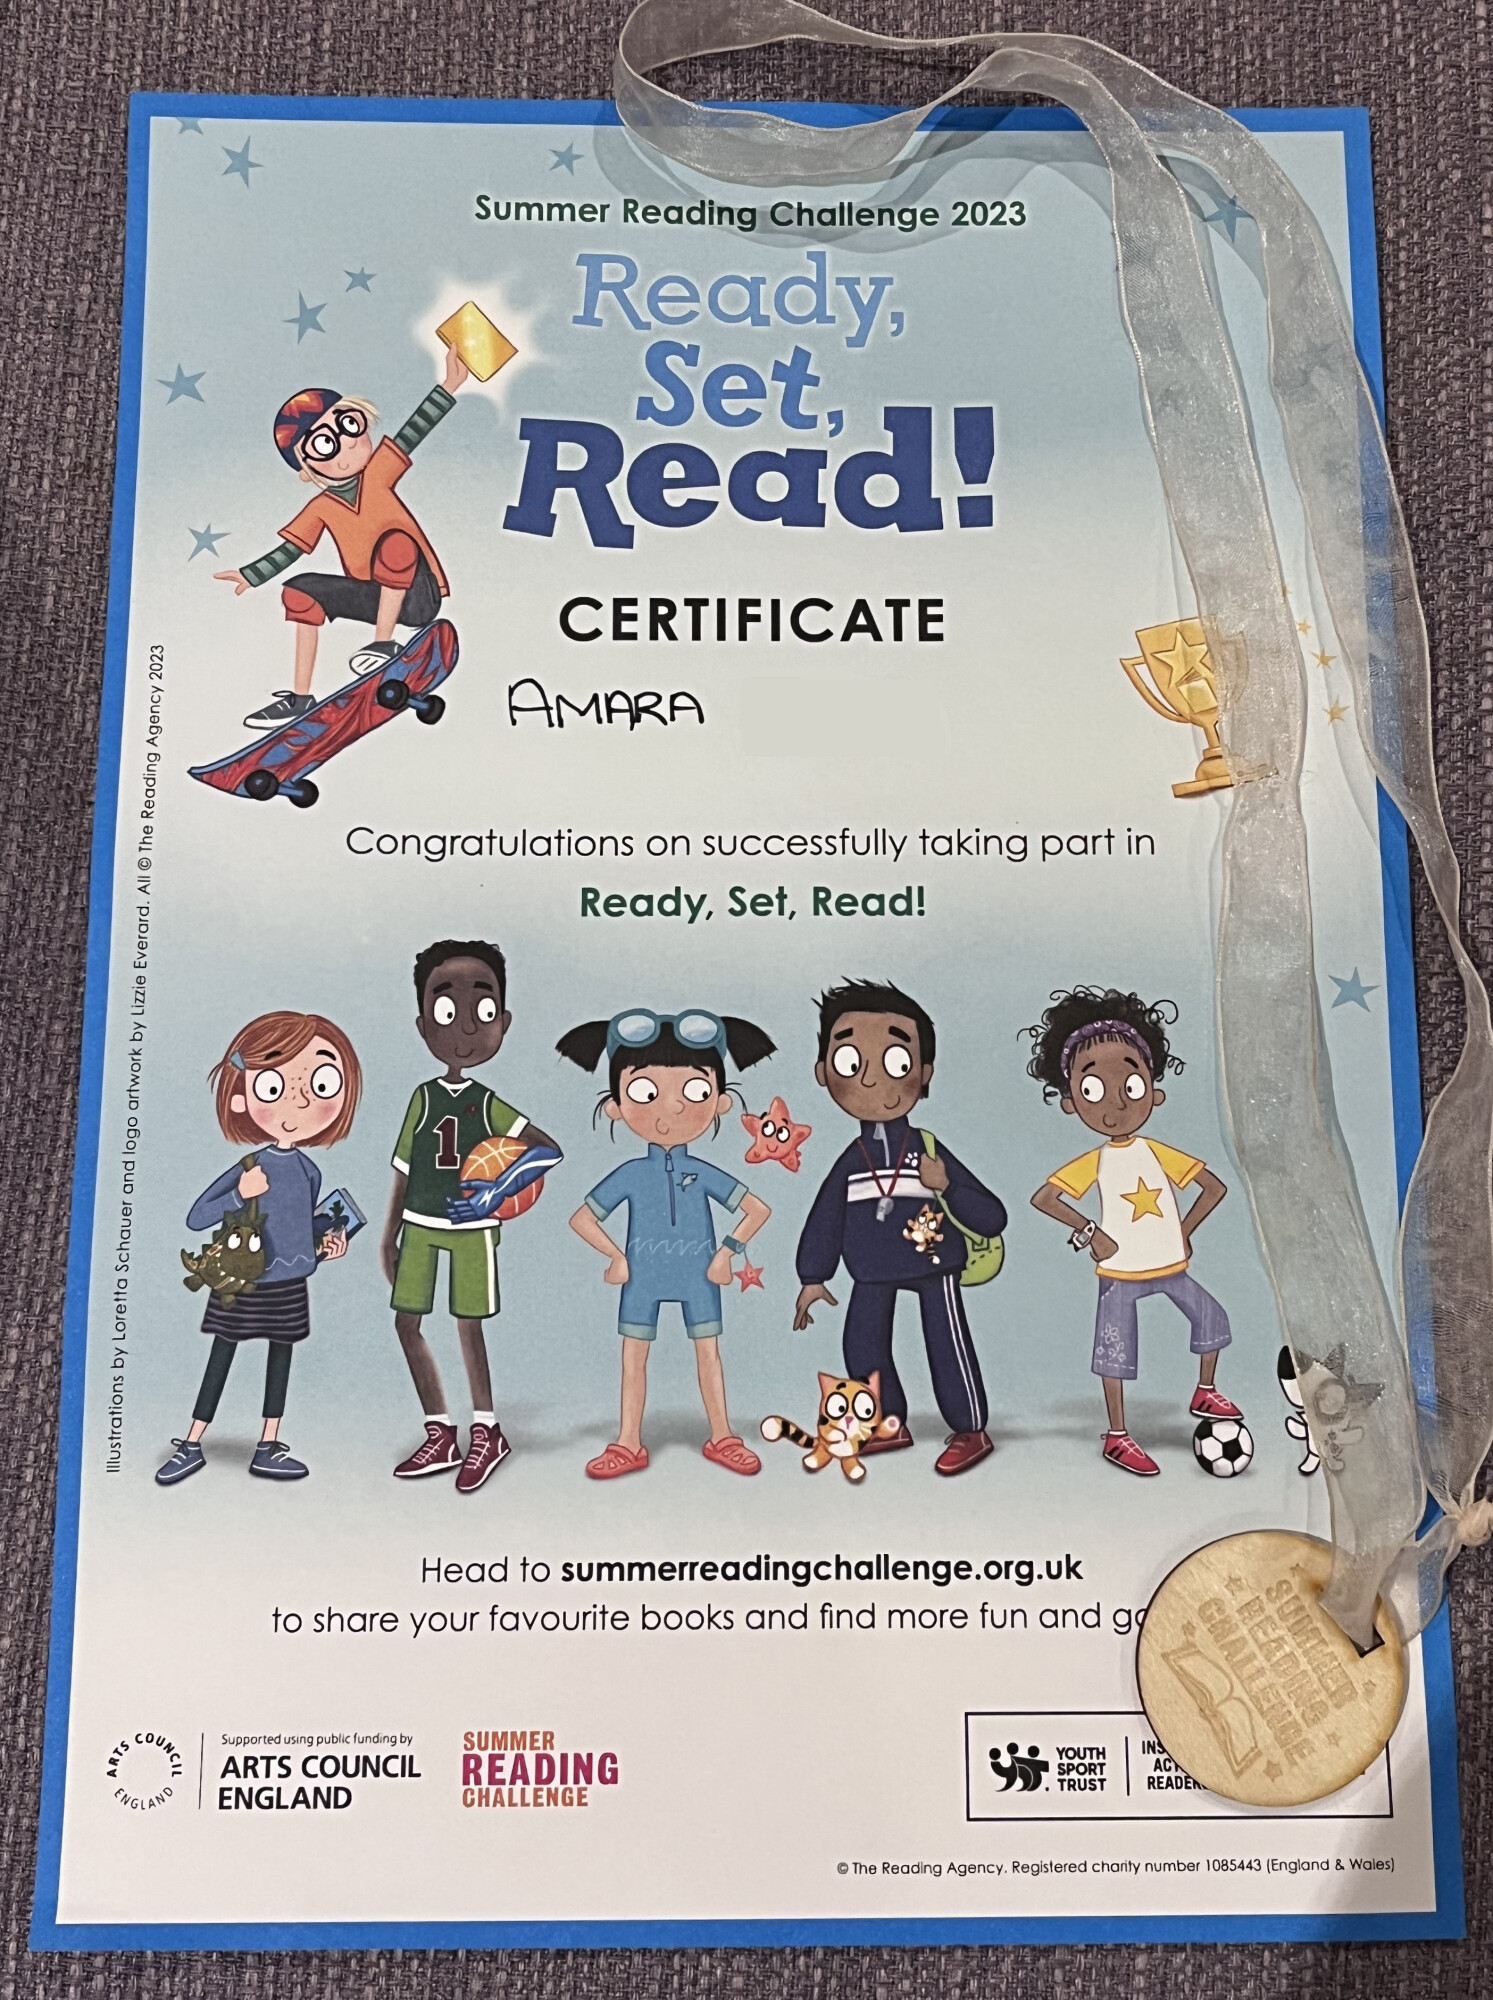 Summer Reading Challenge 2023
Ready,
Set,
Read!
CERTIFICATE
AMARA
Congratulations on successfully taking part in
Ready, Set, Read!
1
Illustrations by Loretta Schauer and logo artwork by Lizzie Everard. All © The Reading Agency 2023
Head to summerreadingchallenge.org.uk
to share your favourite books and find more fun and
SUMMER
READING
CHALLENGE
ARTS COUNCIL
ENGLAND
Supported using public funding by
ARTS COUNCIL
ENGLAND
SUMMER
READING
CHALLENGE
YOUTH
SPORT
TRUST
© The Reading Agency. Registered charity number 1085443 (England & Wales)